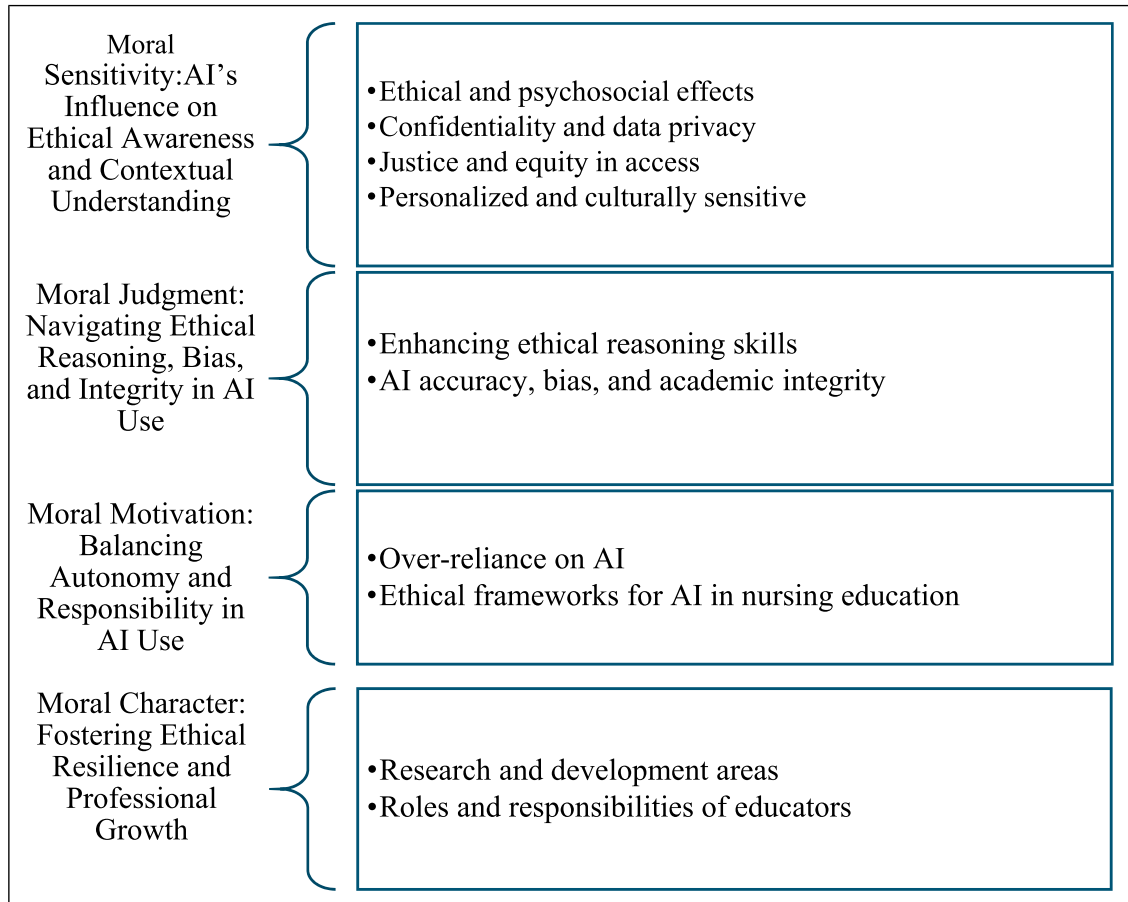 Moral
Sensitivity:AI’s
Influence on
Ethical Awareness
and Contextual
Understanding
•Ethical and psychosocial effects
•Confidentiality and data privacy
•Justice and equity in access
•Personalized and culturally sensitive
Moral Judgment:
Navigating Ethical
Reasoning, Bias,
and Integrity in AI
Use
•Enhancing ethical reasoning skills
•AI accuracy, bias, and academic integrity
Moral Motivation:
Balancing
Autonomy and
Responsibility in
AI Use
•Over-reliance on AI
•Ethical frameworks for AI in nursing education
Moral Character:
Fostering Ethical
Resilience and
Professional
Growth
•Research and development areas
•Roles and responsibilities of educators